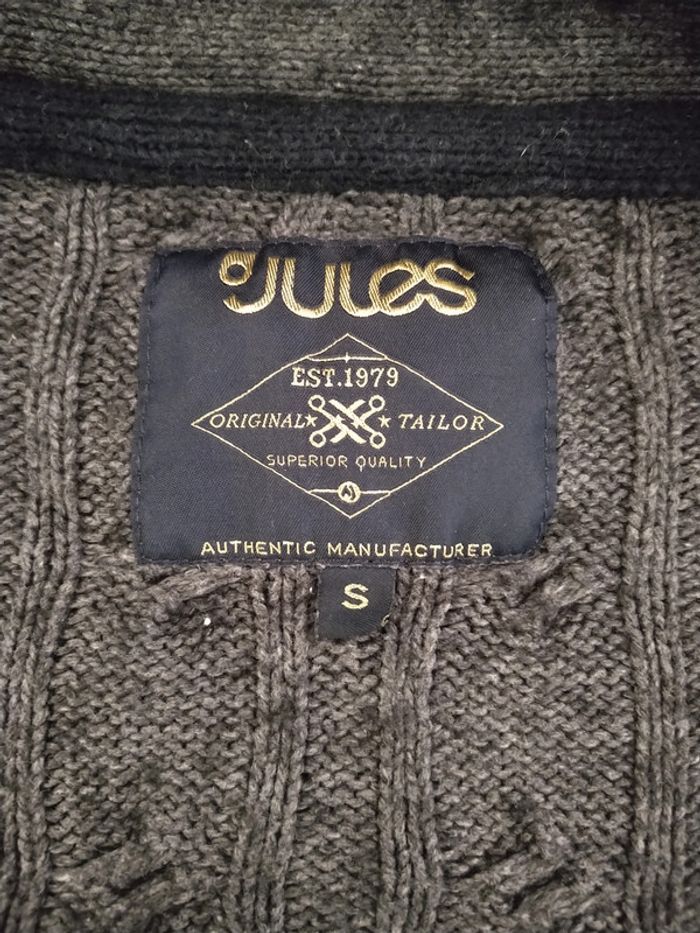 Jules
EST.1979
ORIGINAL TAILOR
SUPERIOR QUALITY
AUTHENTIC MANUFACTURER
S